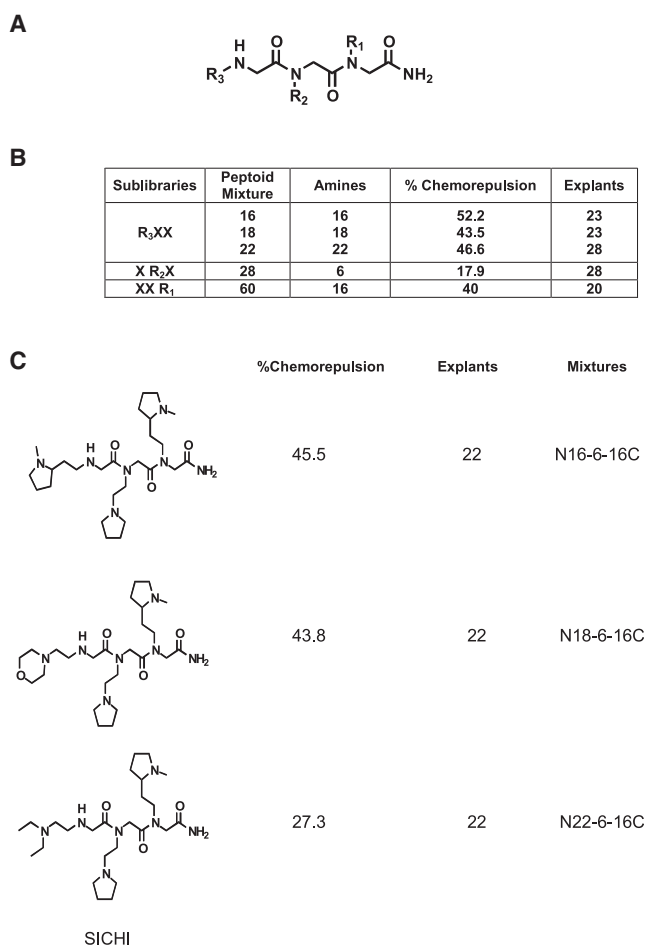 A
H
N
R₃
O
N
R₂
O
R₁
N
O
NH₂
B
Sublibraries Peptoid Mixture Amines % Chemorepulsion Explants
R₃XX 16 16 52.2 23
18 18 43.5 23
22 22 46.6 28
X R₂X 28 6 17.9 28
XX R₁ 60 16 40 20
C
%Chemorepulsion Explants Mixtures
N
H
N
O
N
N
O
N
N
O
NH₂
45.5 22 N16-6-16C
O
N
H
N
O
N
N
O
N
N
O
NH₂
43.8 22 N18-6-16C
N
H
N
O
N
N
O
N
N
O
NH₂
27.3 22 N22-6-16C
SICHI